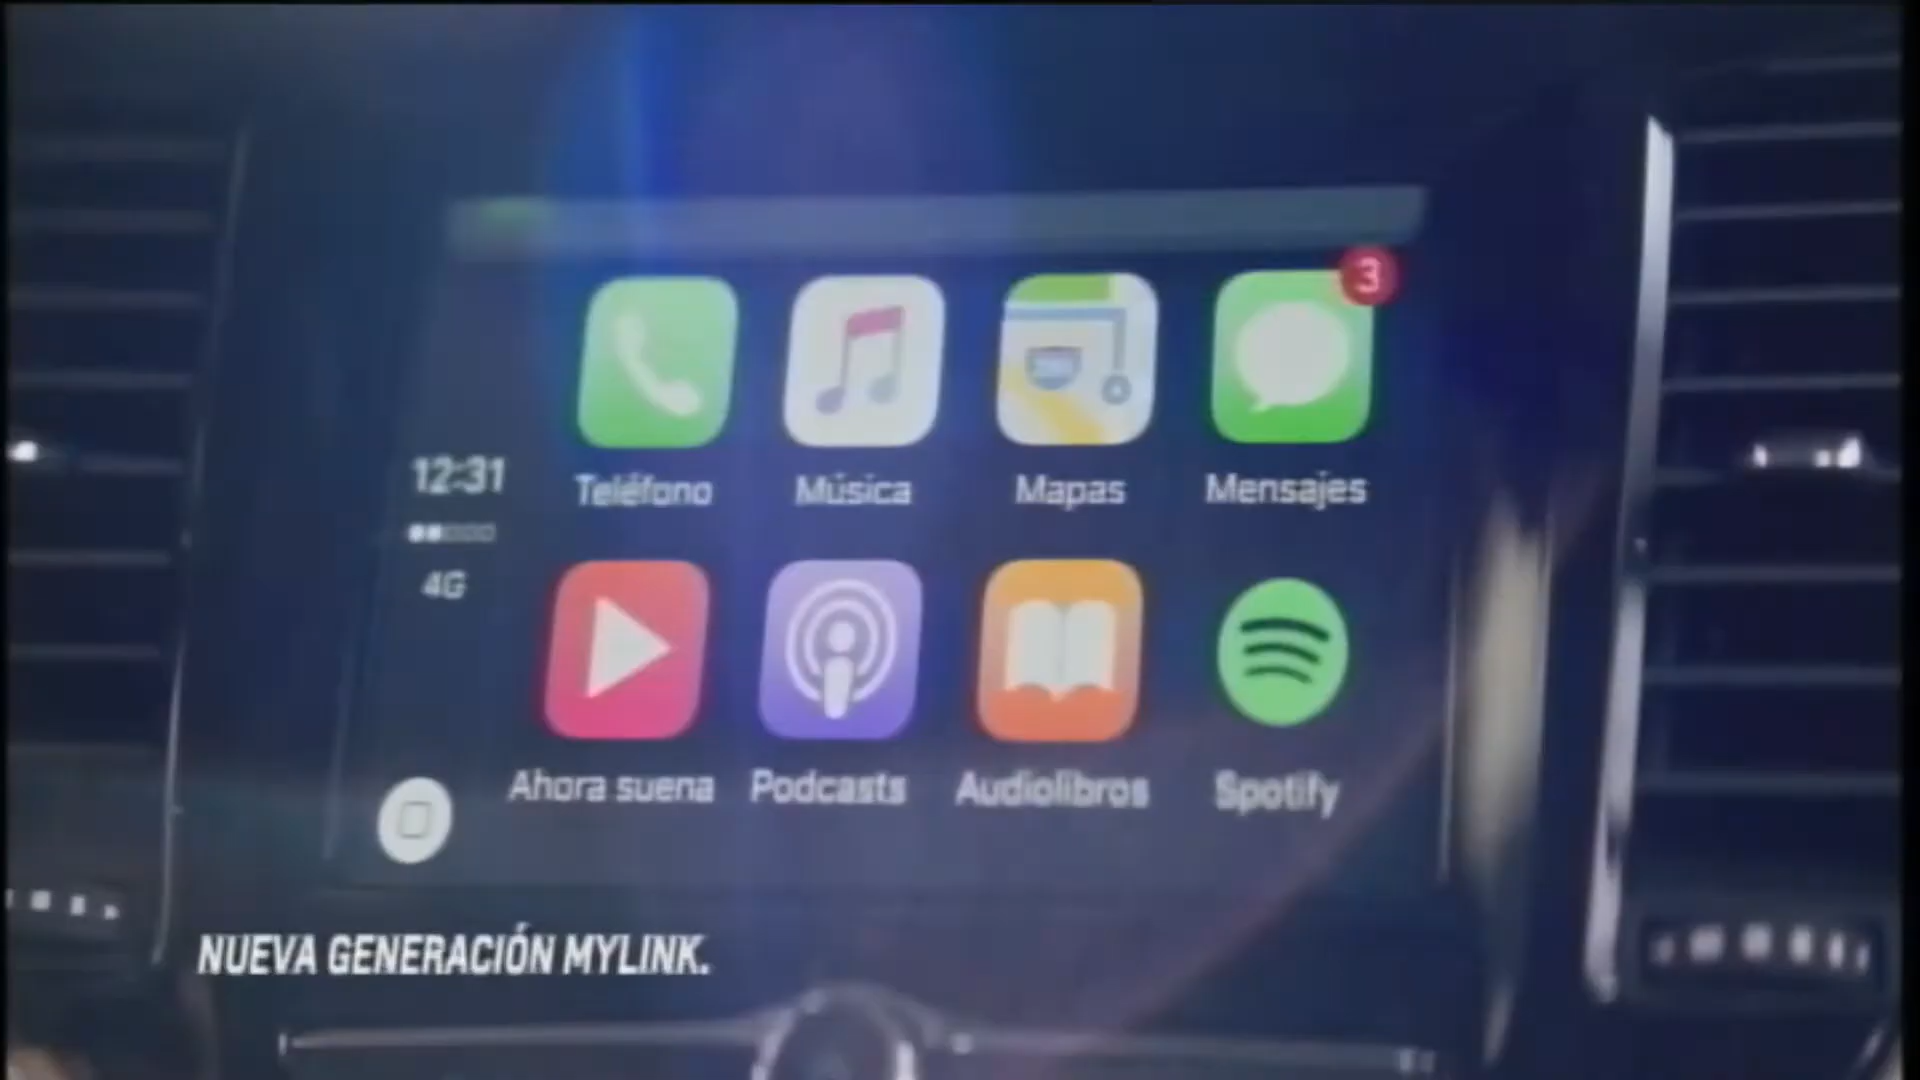 3
Teléfono
Música
Mapas
Mensajes
12:31
4G
Ahora suena
Podcasts
Audiolibros
Spotify
NUEVA GENERACIÓN MYLINK.